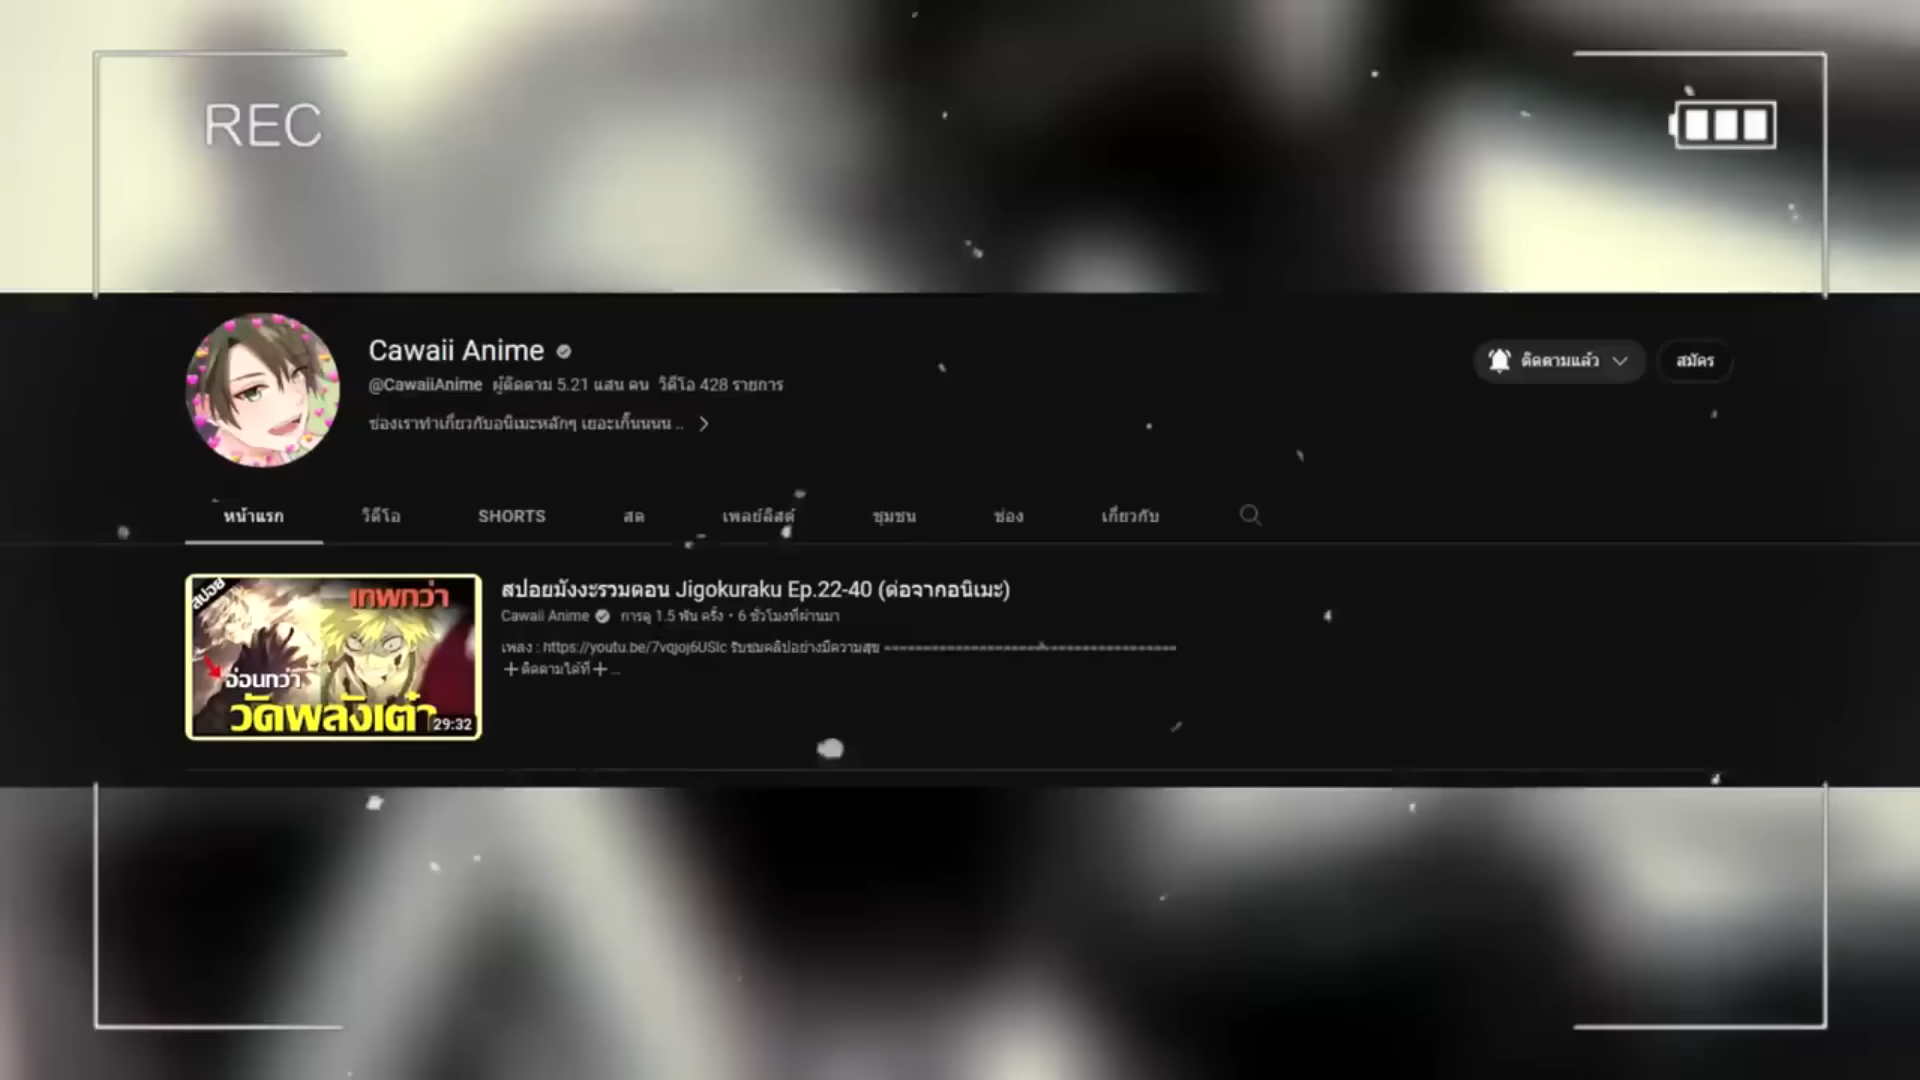 REC
Cawaii Anime
@CawaiiAnime ผู้ติดตาม 5.21 แสน คน วิดีโอ 428 รายการ
ช่องเราทำเกี่ยวกับอนิเมะหลักๆ เยอะเกิ๊นนนน ..
ติดตามแล้ว
สมัคร
หน้าแรก วิดีโอ SHORTS สด เพลย์ลิสต์ ชุมชน ช่อง เกี่ยวกับ
สปอย
เทพกว่า
อ่อนกว่า
วัดพลังเต๋า
29:32
สปอยมังงะรวมตอน Jigokuraku Ep.22-40 (ต่อจากอนิเมะ)
Cawaii Anime การดู 1.5 พัน ครั้ง • 6 ชั่วโมงที่ผ่านมา
เพลง : https://youtu.be/7vqjoj6USIc รับชมคลิปอย่างมีความสุข
┼ติดตามได้ที่┼ ...